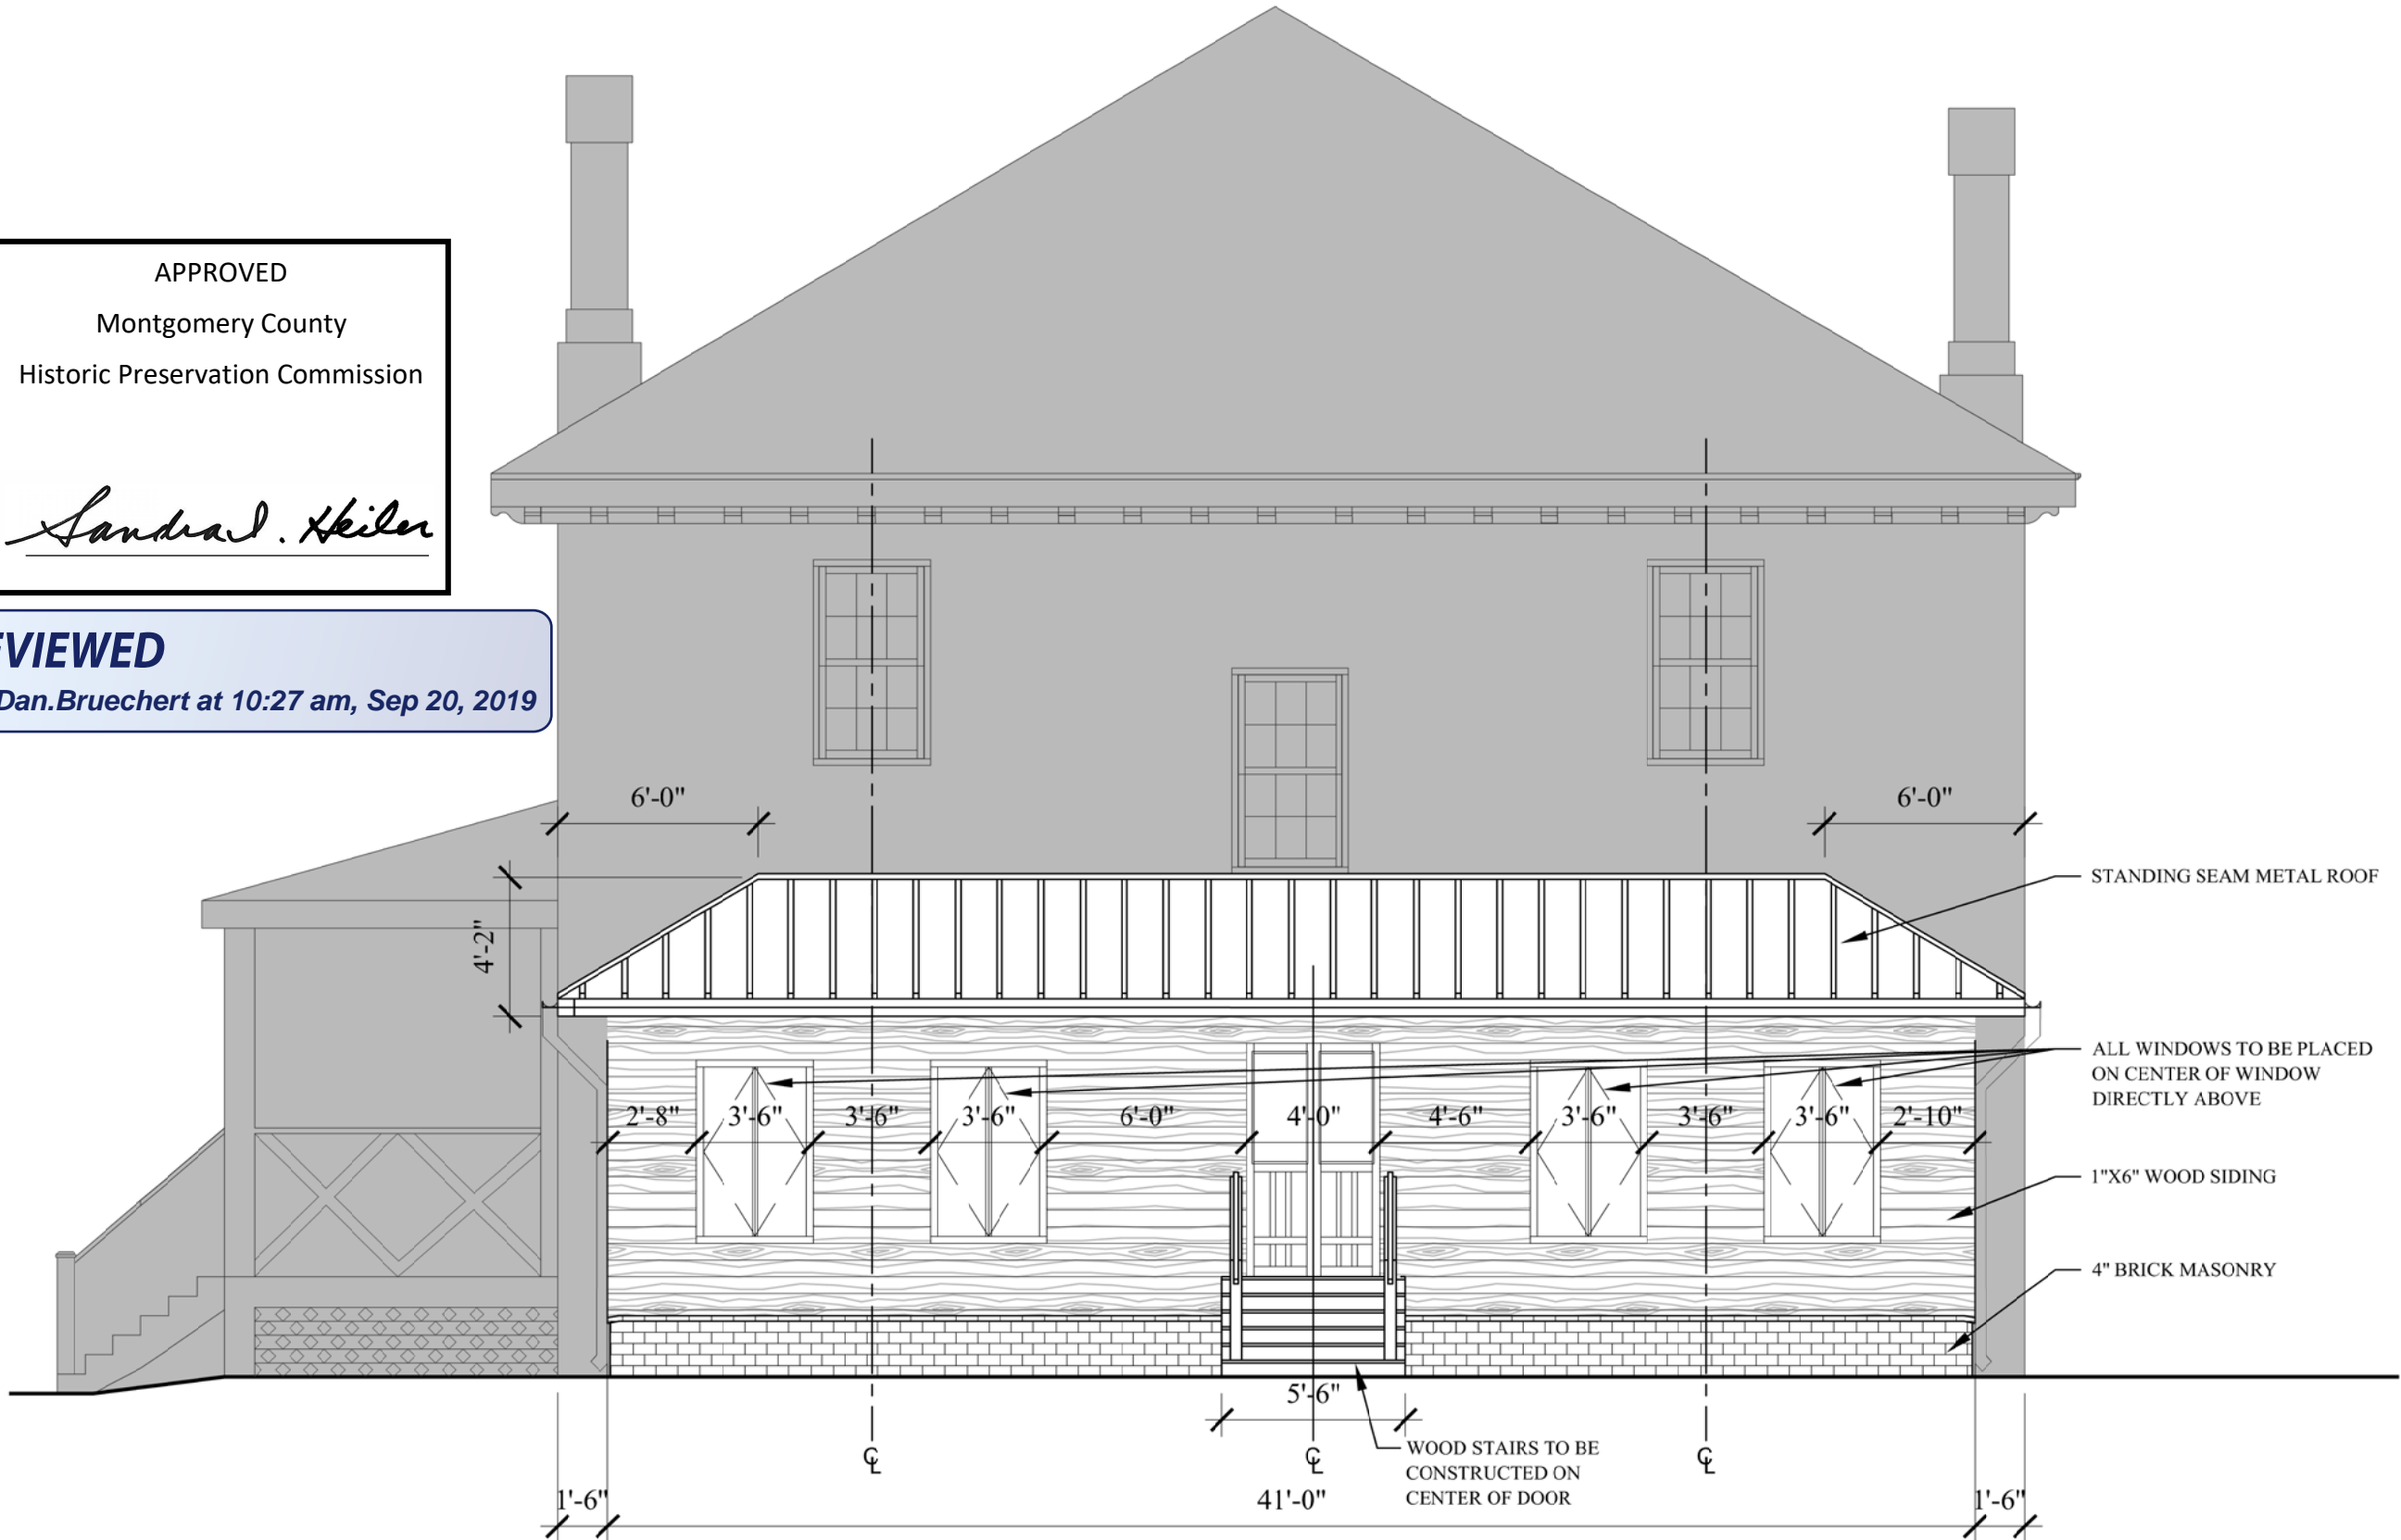 APPROVED
Montgomery County
Historic Preservation Commission
Sandra I. Heiler
EVIEWED
Dan.Bruechert at 10:27 am, Sep 20, 2019
6'-0"
6'-0"
STANDING SEAM METAL ROOF
4'-2"
ALL WINDOWS TO BE PLACED
ON CENTER OF WINDOW
DIRECTLY ABOVE
2'-8" 3'-6" 3'-6" 3'-6" 6'-0" 4'-0" 4'-6" 3'-6" 3'-6" 3'-6" 2'-10"
1"X6" WOOD SIDING
4" BRICK MASONRY
5'-6"
WOOD STAIRS TO BE
CONSTRUCTED ON
CENTER OF DOOR
℄ ℄ ℄
1'-6" 41'-0" 1'-6"